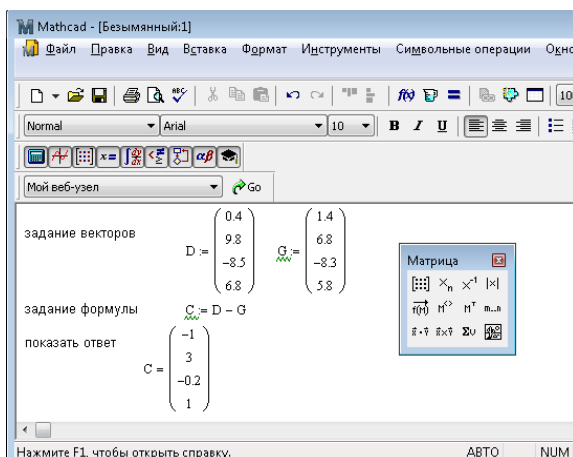 Mathcad - [Безымянный:1]
Файл Правка Вид Вставка Формат Инструменты Символьные операции Окно
10
Normal Arial 10 B I U
Мой веб-узел Go
задание векторов
D := (0.4 9.8 -8.5 6.8) G := (1.4 6.8 -8.3 5.8)
Матрица
задание формулы
C := D - G
показать ответ
C = (-1 3 -0.2 1)
Нажмите F1, чтобы открыть справку. АВТО NUM